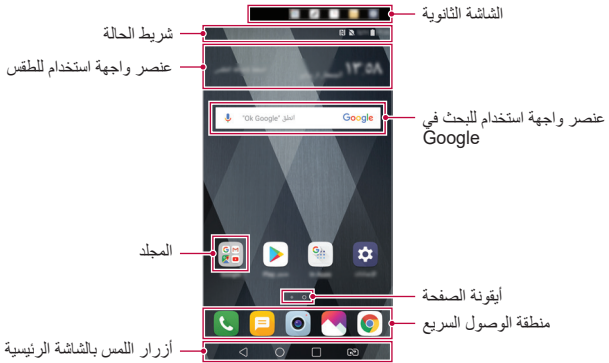 الشاشة الثانوية
شريط الحالة
عنصر واجهة استخدام للطقس
١٣:٥٨
"Ok Google" انطق
Google
عنصر واجهة استخدام للبحث في
Google
المجلد
أيقونة الصفحة
منطقة الوصول السريع
أزرار اللمس بالشاشة الرئيسية